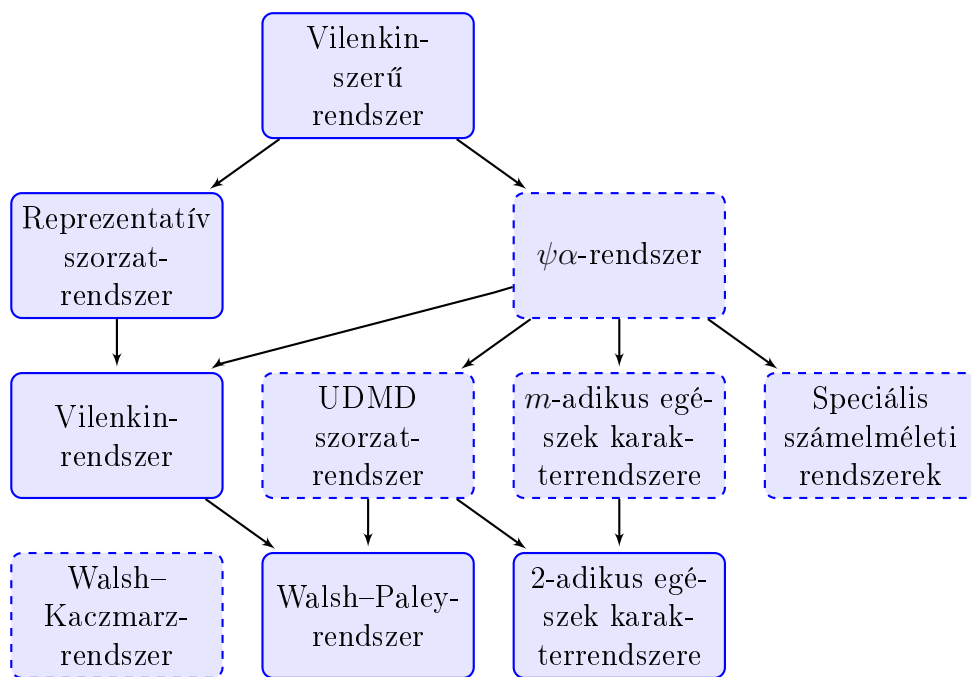 Vilenkin-
szerű
rendszer
Reprezentatív
szorzat-
rendszer
ψα-rendszer
Vilenkin-
rendszer
UDMD
szorzat-
rendszer
m-adikus egé-
szek karak-
terrendszere
Speciális
számelméleti
rendszerek
Walsh–
Kaczmarz-
rendszer
Walsh–Paley-
rendszer
2-adikus egé-
szek karak-
terrendszere